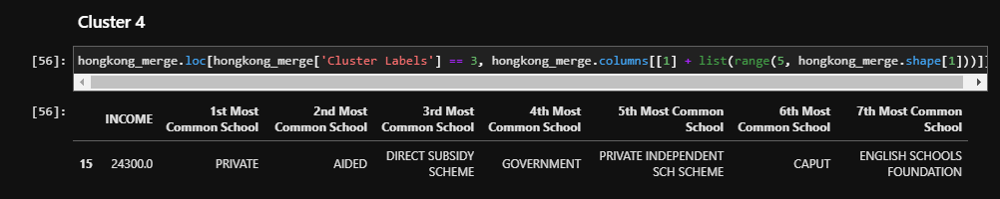 Cluster 4
[56]: hongkong_merge.loc[hongkong_merge['Cluster Labels'] == 3, hongkong_merge.columns[[1] + list(range(5, hongkong_merge.shape[1]))]]
[56]:
INCOME 1st Most Common School 2nd Most Common School 3rd Most Common School 4th Most Common School 5th Most Common School 6th Most Common School 7th Most Common School
15 24300.0 PRIVATE AIDED DIRECT SUBSIDY SCHEME GOVERNMENT PRIVATE INDEPENDENT SCH SCHEME CAPUT ENGLISH SCHOOLS FOUNDATION